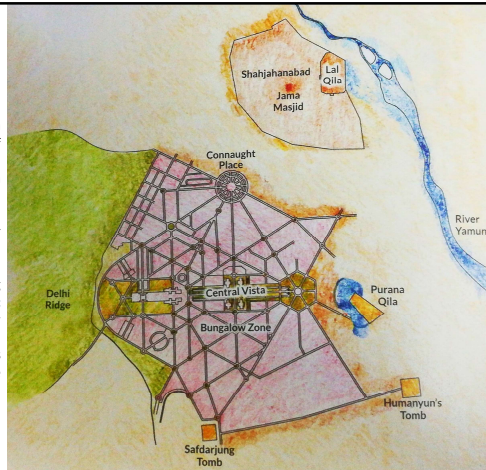 Shahjahanabad
Lal
Qila
Jama
Masjid
Connaught
Place
River
Yamun
Central Vista
Purana
Qila
Delhi
Ridge
Bungalow Zone
Humanyun's
Tomb
Safdarjung
Tomb